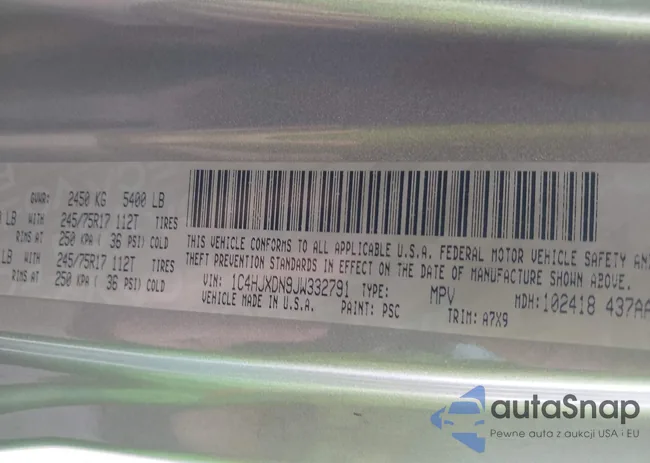 GVWR: 2450 KG 5400 LB
LB WITH 245/75R17 112T TIRES
RIMS AT 250 KPA ( 36 PSI) COLD
LB WITH 245/75R17 112T TIRES
RIMS AT 250 KPA ( 36 PSI) COLD
THIS VEHICLE CONFORMS TO ALL APPLICABLE U.S.A. FEDERAL MOTOR VEHICLE SAFETY AN
THEFT PREVENTION STANDARDS IN EFFECT ON THE DATE OF MANUFACTURE SHOWN ABOVE.
VIN: 1C4HJXDN9JW332791 TYPE: MPV MDH:102418 437AA
VEHICLE MADE IN U.S.A. PAINT: PSC TRIM: A7X9
autaSnap
Pewne auta z aukcji USA i EU